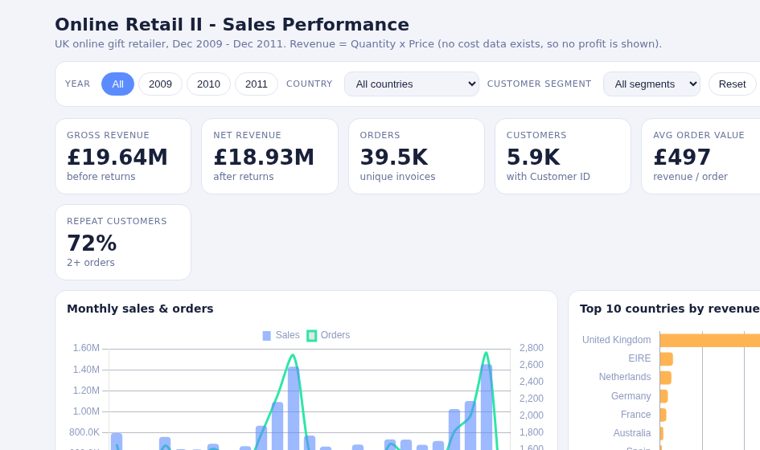 Online Retail II - Sales Performance
UK online gift retailer, Dec 2009 - Dec 2011. Revenue = Quantity x Price (no cost data exists, so no profit is shown).
YEAR All 2009 2010 2011 COUNTRY All countries CUSTOMER SEGMENT All segments Reset
GROSS REVENUE
£19.64M
before returns
NET REVENUE
£18.93M
after returns
ORDERS
39.5K
unique invoices
CUSTOMERS
5.9K
with Customer ID
AVG ORDER VALUE
£497
revenue / order
REPEAT CUSTOMERS
72%
2+ orders
Monthly sales & orders
Sales Orders
1.60M 2,800
1.40M 2,600
2,400
1.20M 2,200
1.00M 2,000
800.0K 1,800
1,600
Top 10 countries by revenue
United Kingdom
EIRE
Netherlands
Germany
France
Australia